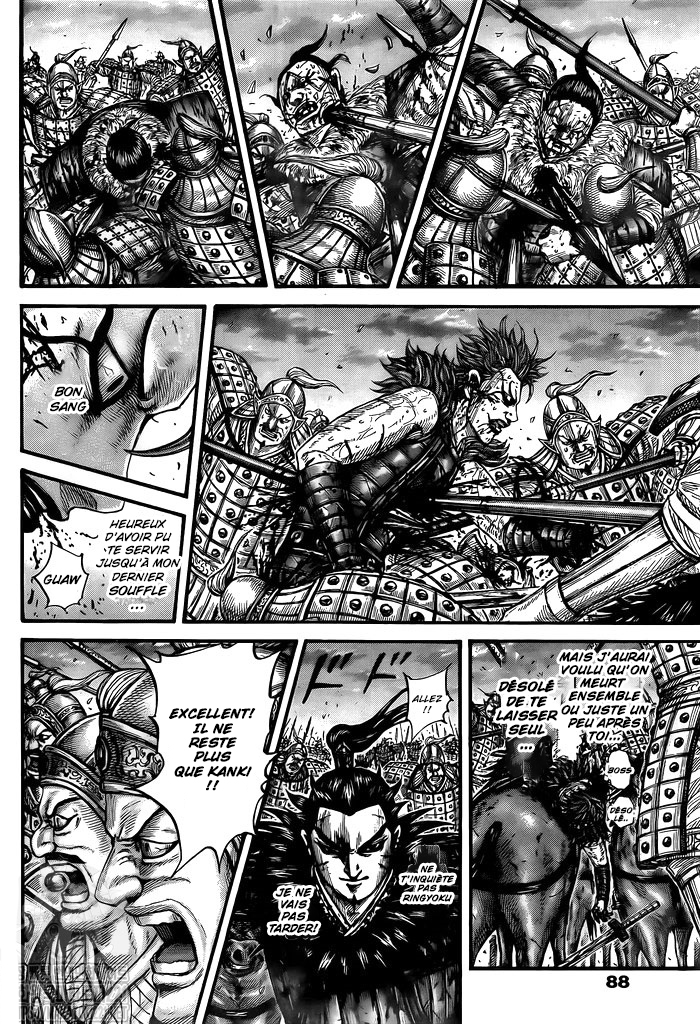 BON
SANG
HEUREUX
D'AVOIR PU
TE SERVIR
JUSQU'À MON
DERNIER
SOUFFLE
...
GUAW
MAIS J'AURAI
VOULU QU'ON
MEURT
ENSEMBLE
OU JUSTE UN
PEU APRÈS
TOI...
DÉSOLÉ
DE TE
LAISSER
SEUL
...
BOSS
DÉSO
LÉ..
ドドッ
ALLEZ
!!
NE
T'INQUIÈTE
PAS
RINGYOKU
JE NE
VAIS
PAS
TARDER!
EXCELLENT!
IL NE
RESTE
PLUS
QUE KANKI
!!
88